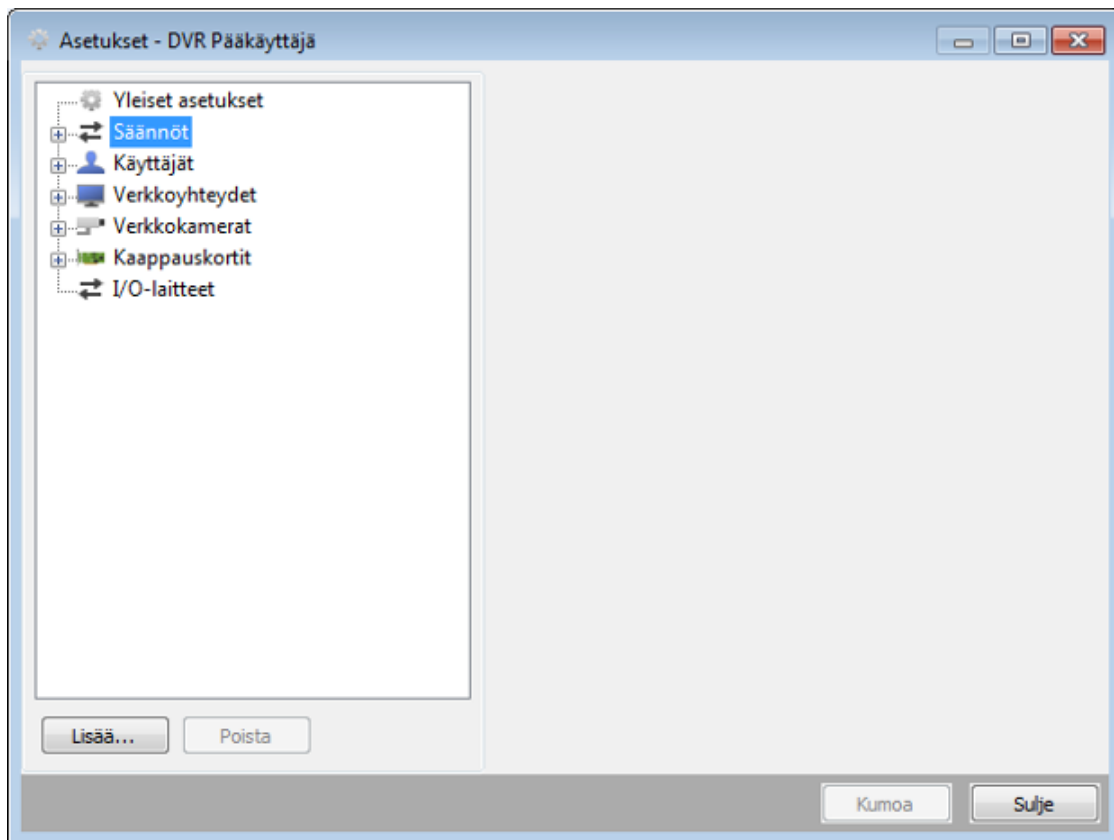 Asetukset - DVR Pääkäyttäjä
Yleiset asetukset
Säännöt
Käyttäjät
Verkkoyhteydet
Verkkokamerat
Kaappauskortit
I/O-laitteet
Lisää... Poista
Kumoa Sulje